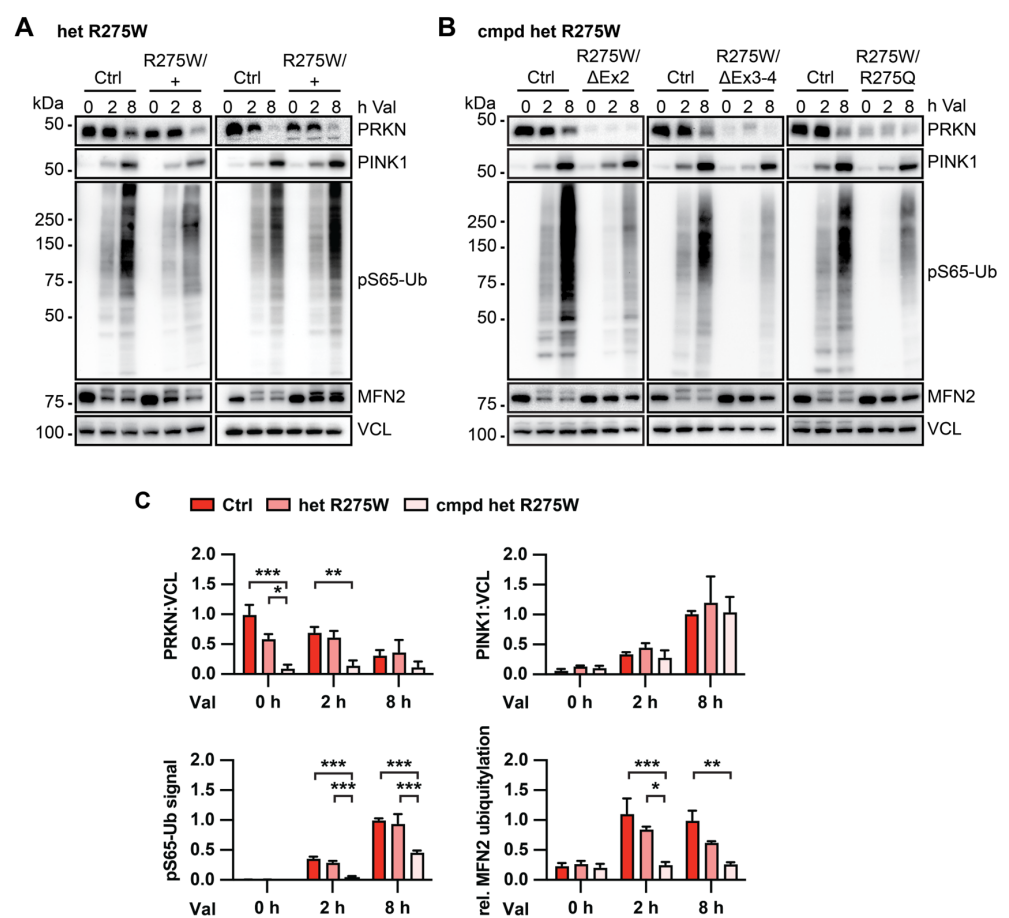 A het R275W
R275W/ R275W/
Ctrl + Ctrl +
kDa 0 2 8 0 2 8 0 2 8 0 2 8 h Val
50 PRKN
50 PINK1
250
150
75 pS65-Ub
50
75 MFN2
100 VCL
B cmpd het R275W
R275W/ R275W/ R275W/
Ctrl ΔEx2 Ctrl ΔEx3-4 Ctrl R275Q
kDa 0 2 8 0 2 8 0 2 8 0 2 8 0 2 8 0 2 8 h Val
50 PRKN
50 PINK1
250
150
75 pS65-Ub
50
75 MFN2
100 VCL
C Ctrl het R275W cmpd het R275W
PRKN:VCL
2.0
1.5
1.0
0.5
0.0
*** * **
Val 0 h 2 h 8 h
PINK1:VCL
2.0
1.5
1.0
0.5
0.0
Val 0 h 2 h 8 h
pS65-Ub signal
2.0
1.5
1.0
0.5
0.0
*** ***
*** ***
Val 0 h 2 h 8 h
rel. MFN2 ubiquitylation
2.0
1.5
1.0
0.5
0.0
*** **
*
Val 0 h 2 h 8 h